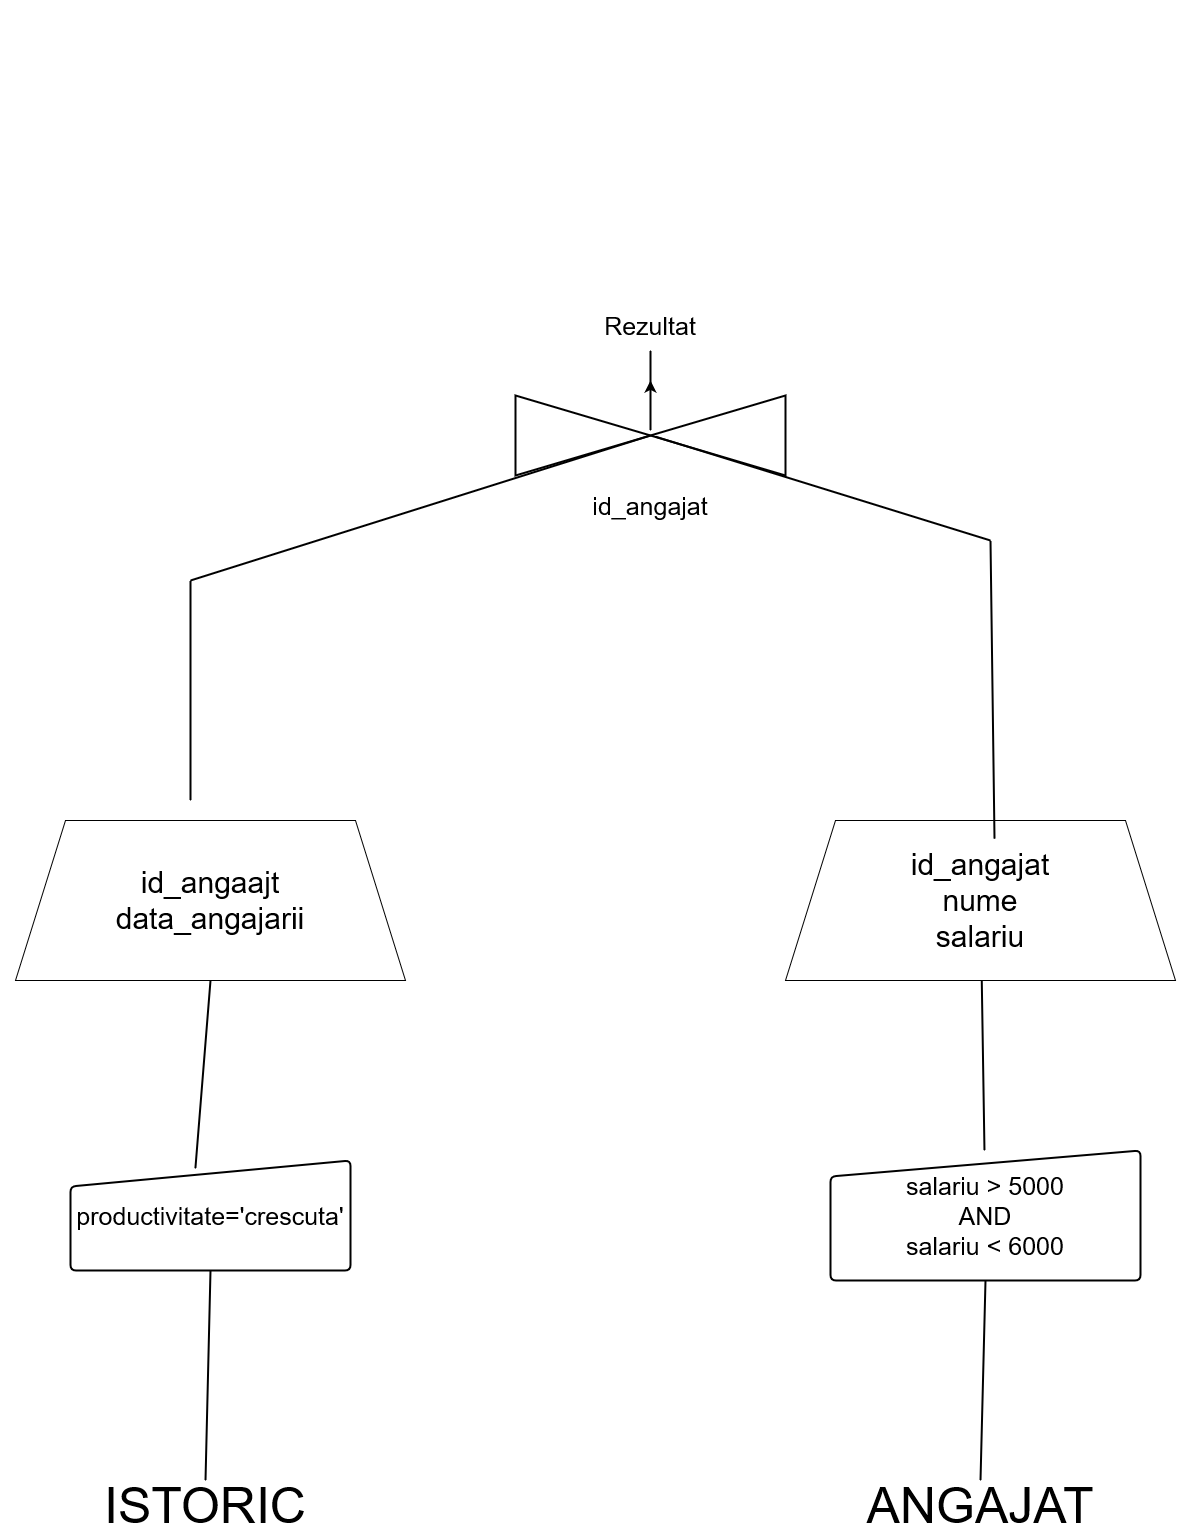 Rezultat
id_angajat
id_angaajt
data_angajarii
id_angajat
nume
salariu
productivitate='crescuta'
salariu > 5000
AND
salariu < 6000
ISTORIC
ANGAJAT